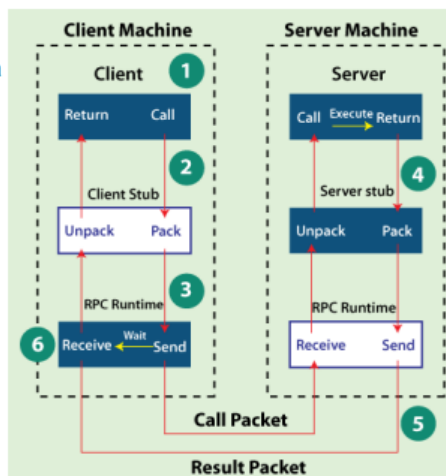 Client Machine
Server Machine
Client
1
Server
Return Call
Call Execute Return
2
4
Client Stub
Server stub
Unpack Pack
Unpack Pack
3
RPC Runtime
RPC Runtime
6
Receive Wait Send
Receive Send
Call Packet
5
Result Packet